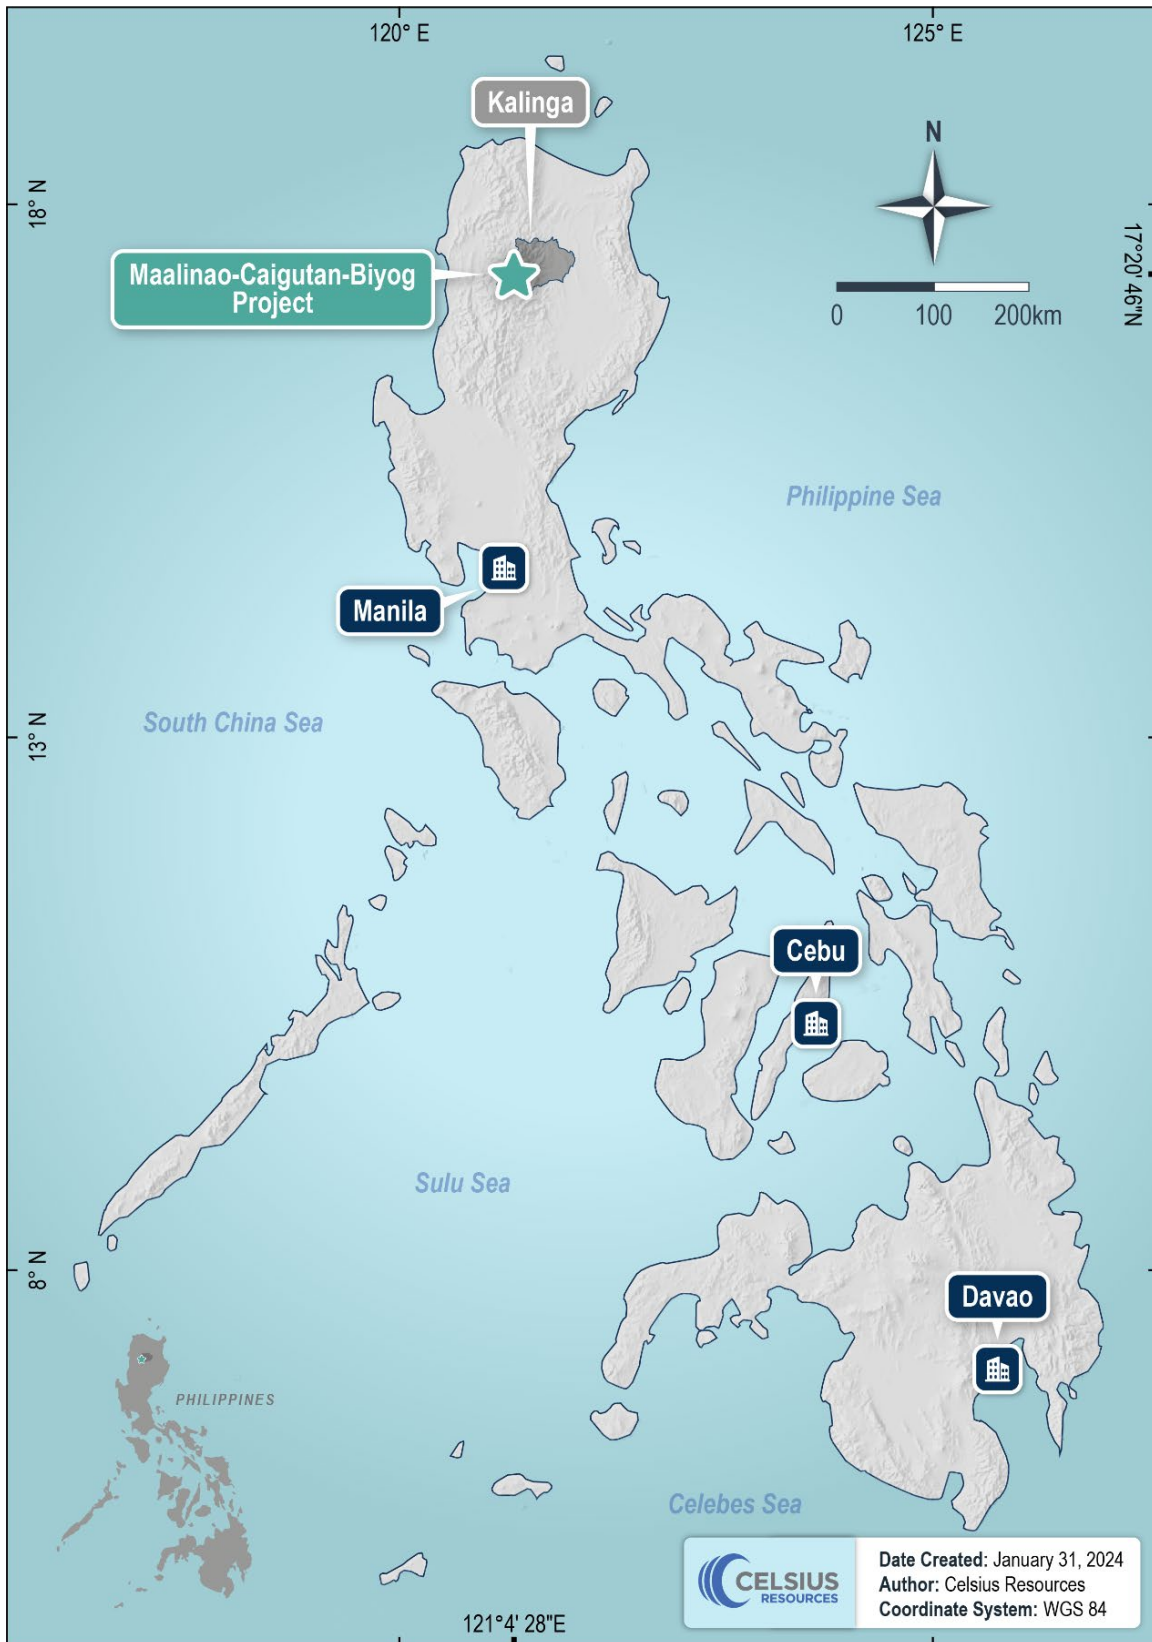 120° E
125° E
Kalinga
N
18° N
17°20' 46"N
Maalinao-Caigutan-Biyog
Project
0 100 200km
Philippine Sea
Manila
South China Sea
13° N
Cebu
Sulu Sea
8° N
Davao
PHILIPPINES
Celebes Sea
CELSIUS
RESOURCES
Date Created: January 31, 2024
Author: Celsius Resources
Coordinate System: WGS 84
121°4' 28"E